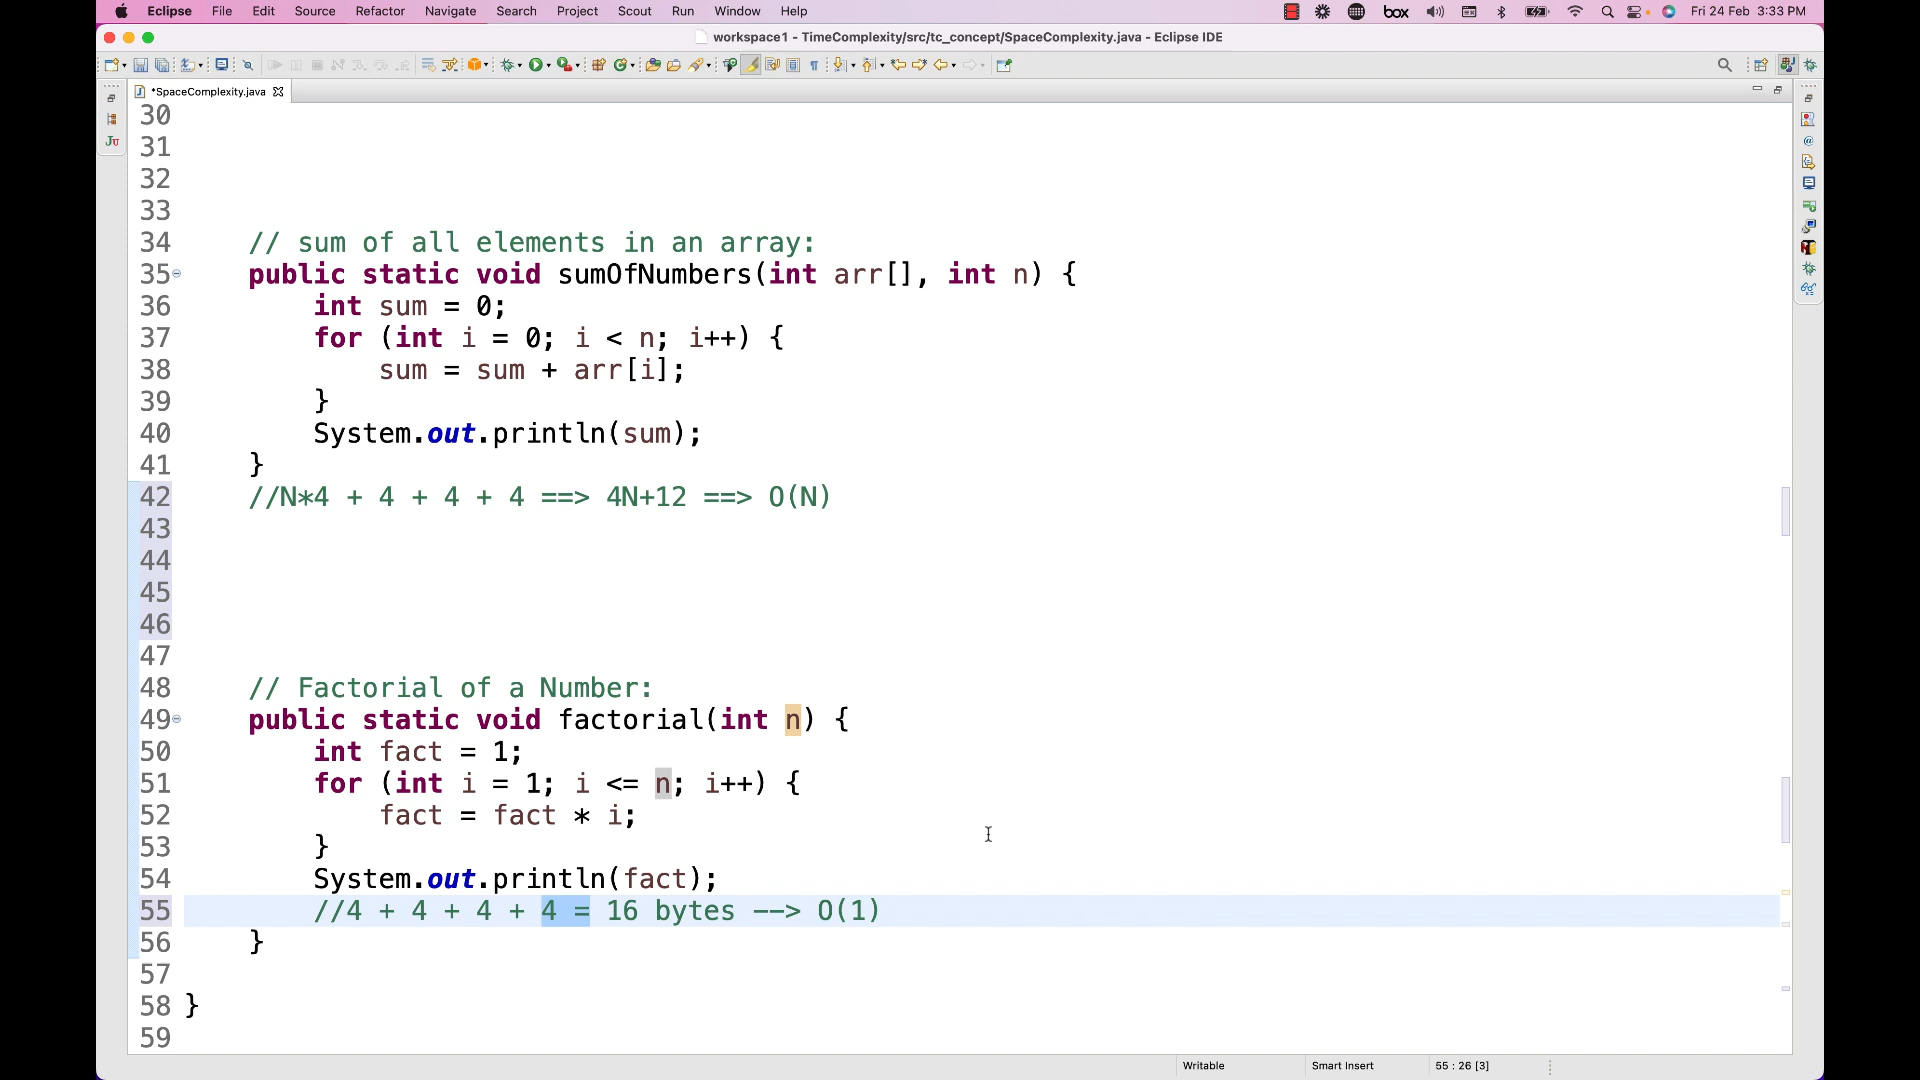 Eclipse File Edit Source Refactor Navigate Search Project Scout Run Window Help box Fri 24 Feb 3:33 PM
workspace1 - TimeComplexity/src/tc_concept/SpaceComplexity.java - Eclipse IDE
*SpaceComplexity.java
30
31
32
33
34 // sum of all elements in an array:
35 public static void sumOfNumbers(int arr[], int n) {
36 int sum = 0;
37 for (int i = 0; i < n; i++) {
38 sum = sum + arr[i];
39 }
40 System.out.println(sum);
41 }
42 //N*4 + 4 + 4 + 4 ==> 4N+12 ==> O(N)
43
44
45
46
47
48 // Factorial of a Number:
49 public static void factorial(int n) {
50 int fact = 1;
51 for (int i = 1; i <= n; i++) {
52 fact = fact * i;
53 }
54 System.out.println(fact);
55 //4 + 4 + 4 + 4 = 16 bytes --> O(1)
56 }
57
58 }
59
Writable Smart Insert 55 : 26 [3]